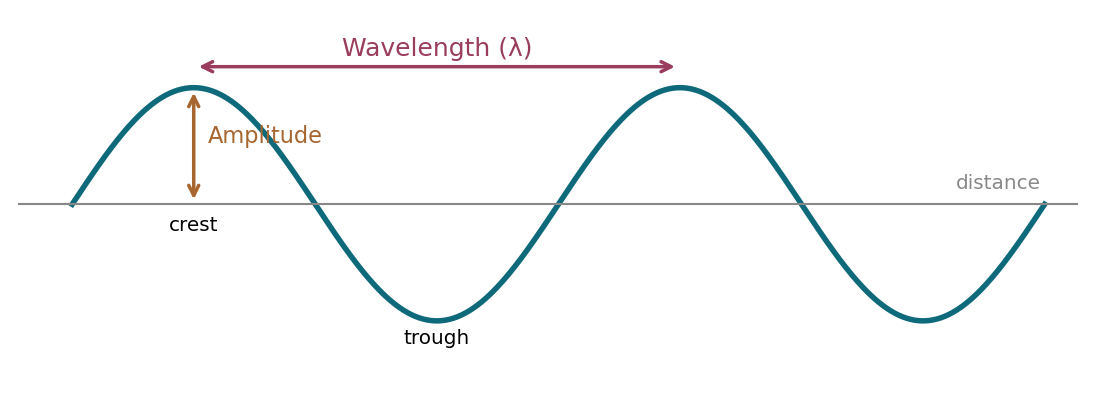 Wavelength (λ)
Amplitude
distance
crest
trough